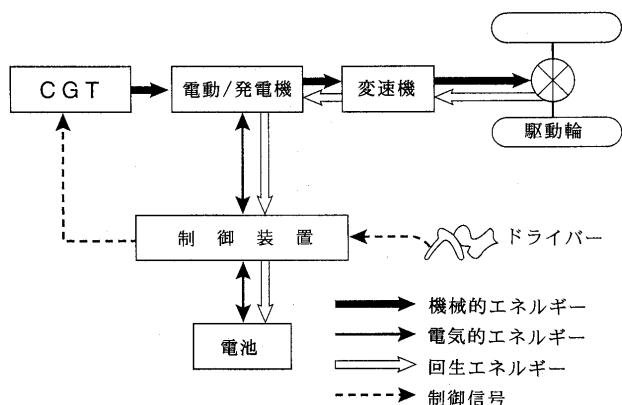 CGT
電動/発電機
変速機
駆動輪
制御装置
ドライバー
電池
機械的エネルギー
電気的エネルギー
回生エネルギー
制御信号